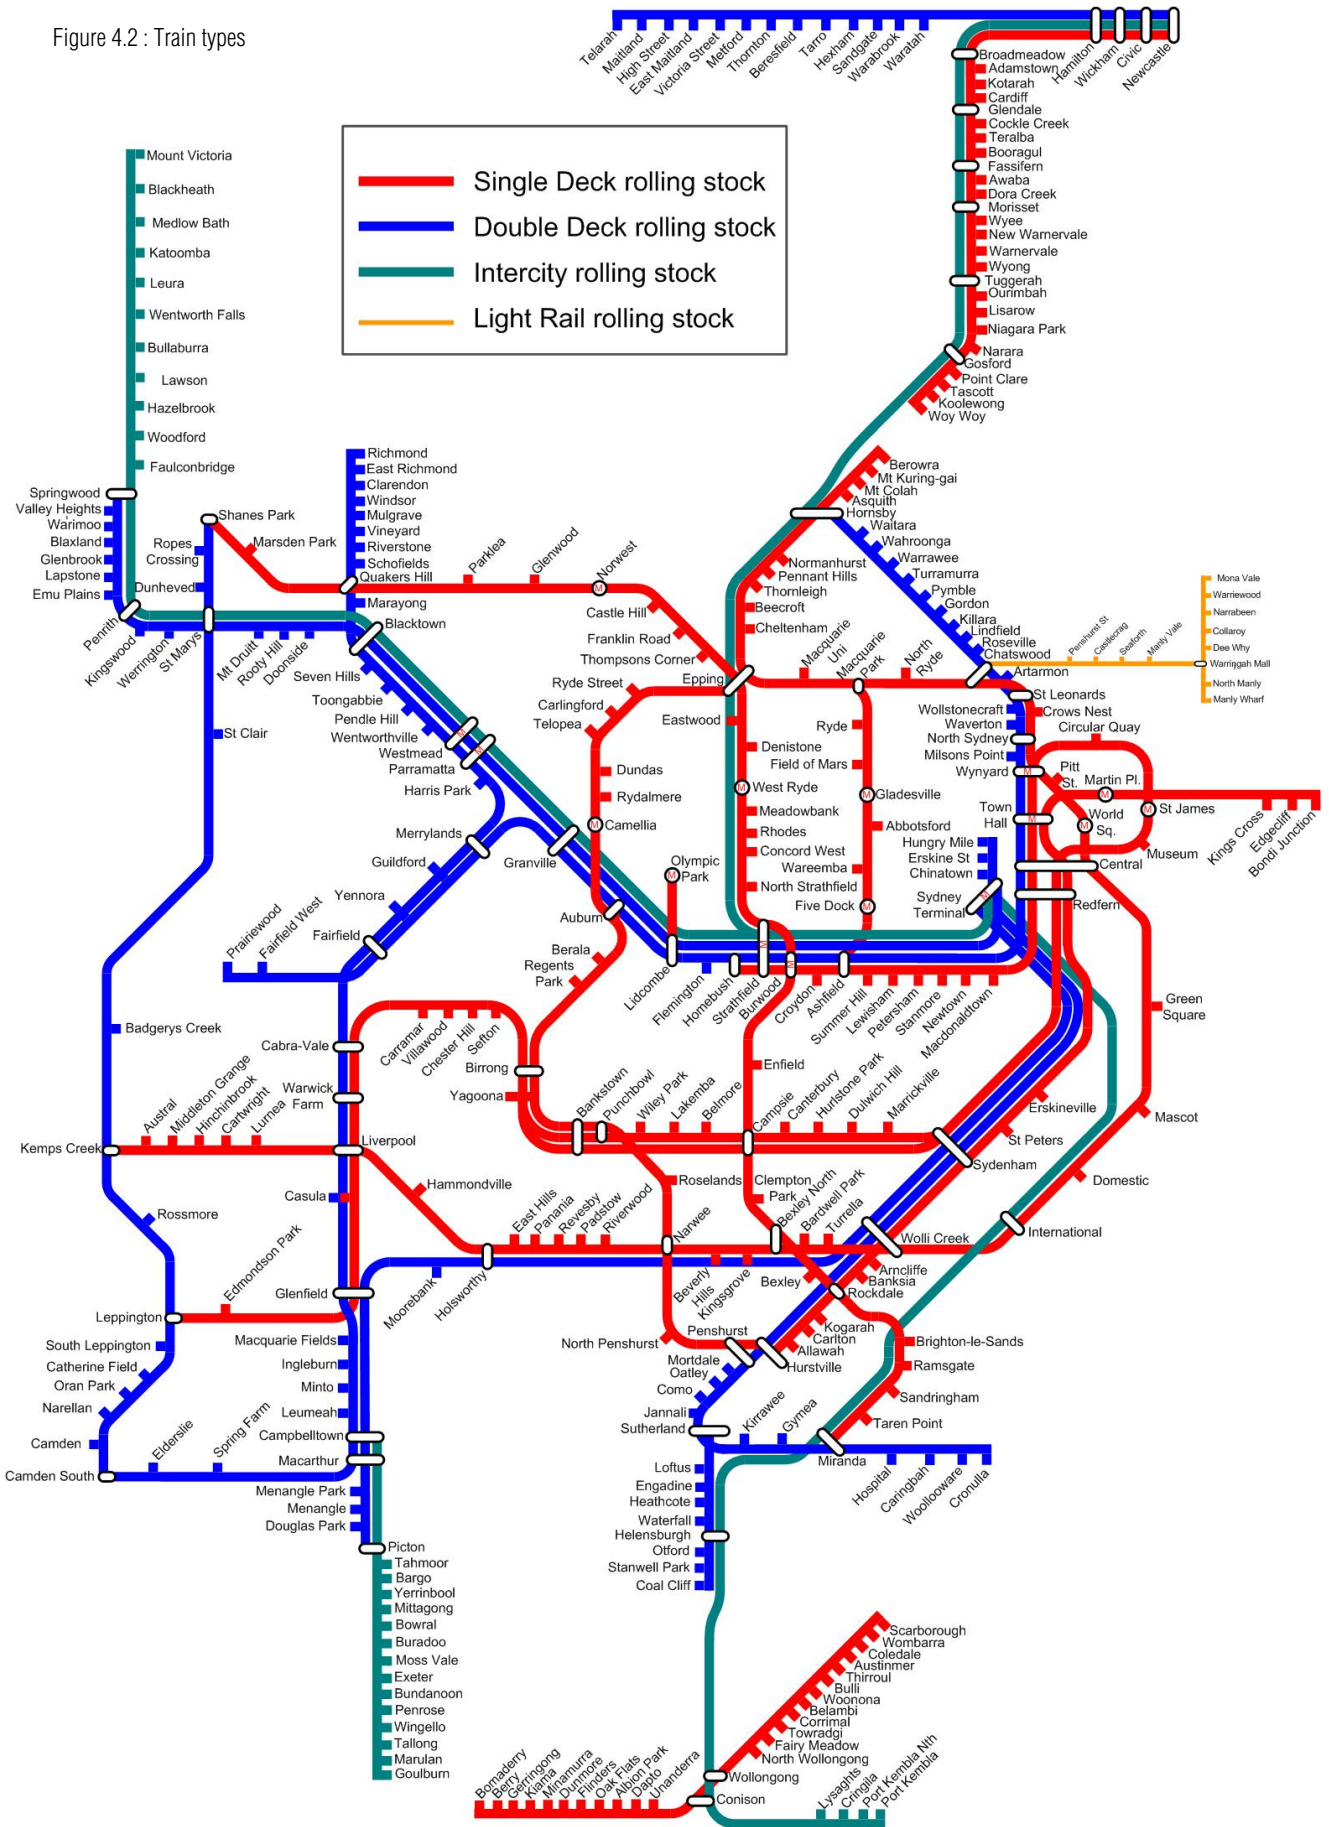 Figure 4.2 : Train types
Single Deck rolling stock
Double Deck rolling stock
Intercity rolling stock
Light Rail rolling stock
Telarah
Maitland
High Street
East Maitland
Victoria Street
Metford
Thornton
Beresfield
Tarro
Hexham
Sandgate
Warabrook
Waratah
Hamilton
Wickham
Civic
Newcastle
Broadmeadow
Adamstown
Kotarah
Cardiff
Glendale
Cockle Creek
Teralba
Booragul
Fassifern
Awaba
Dora Creek
Morisset
Wyee
New Warnervale
Warnervale
Wyong
Tuggerah
Ourimbah
Lisarow
Niagara Park
Narara
Gosford
Point Clare
Tascott
Koolewong
Woy Woy
Mount Victoria
Blackheath
Medlow Bath
Katoomba
Leura
Wentworth Falls
Bullaburra
Lawson
Hazelbrook
Woodford
Faulconbridge
Springwood
Valley Heights
Warimoo
Blaxland
Glenbrook
Lapstone
Emu Plains
Penrith
Kingswood
Werrington
St Marys
Mt Druitt
Rooty Hill
Doonside
Shanes Park
Ropes
Crossing
Dunheved
Marsden Park
Richmond
East Richmond
Clarendon
Windsor
Mulgrave
Vineyard
Riverstone
Schofields
Quakers Hill
Marayong
Blacktown
Parklea
Glenwood
Norwest
M
Castle Hill
Franklin Road
Thompsons Corner
Epping
Berowra
Mt Kuring-gai
Mt Colah
Asquith
Hornsby
Normanhurst
Pennant Hills
Thornleigh
Beecroft
Cheltenham
Waitara
Wahroonga
Warrawee
Turramurra
Pymble
Gordon
Killara
Lindfield
Roseville
Chatswood
Artarmon
Penshurst St
Castlecrag
Seaforth
Manly Vale
Mona Vale
Warriewood
Narrabeen
Collaroy
Dee Why
Warringah Mall
North Manly
Manly Wharf
Macquarie
Uni
Macquarie
Park
North
Ryde
St Leonards
Crows Nest
Wollstonecraft
Waverton
North Sydney
Milsons Point
Wynyard
M
Circular Quay
Pitt
St.
Martin Pl.
M
St James
M
World
Sq.
M
Town
Hall
M
Museum
Central
Redfern
Kings Cross
Edgecliff
Bondi Junction
Seven Hills
Toongabbie
Pendle Hill
Wentworthville
Westmead
M
Parramatta
M
Harris Park
Merrylands
Guildford
Yennora
Fairfield
Granville
Prairiewood
Fairfield West
Ryde Street
Carlingford
Telopea
Dundas
Rydalmere
Camellia
M
Auburn
Berala
Regents
Park
Olympic
Park
M
Eastwood
Denistone
West Ryde
M
Meadowbank
Rhodes
Concord West
North Strathfield
Ryde
Field of Mars
Gladesville
M
Abbotsford
Wareemba
Five Dock
M
Hungry Mile
Erskine St
Chinatown
Sydney
Terminal
M
Lidcombe
Flemington
Homebush
Strathfield
M
Burwood
M
Croydon
Ashfield
Summer Hill
Lewisham
Petersham
Stanmore
Newtown
Macdonaldtown
St Clair
Badgerys Creek
Cabra-Vale
Warwick
Farm
Carramar
Villawood
Chester Hill
Sefton
Birrong
Yagoona
Bankstown
Punchbowl
Wiley Park
Lakemba
Belmore
Enfield
Campsie
Canterbury
Hurlstone Park
Dulwich Hill
Marrickville
Green
Square
Mascot
Erskineville
St Peters
Sydenham
Domestic
International
Kemps Creek
Austral
Middleton Grange
Hinchinbrook
Cartwright
Lurnea
Liverpool
Casula
Hammondville
East Hills
Panania
Revesby
Padstow
Riverwood
Roselands
Narwee
Clempton
Park
Bexley North
Bardwell Park
Turrella
Wolli Creek
Rossmore
Edmondson Park
Leppington
Glenfield
Moorebank
Holsworthy
Beverly
Hills
Kingsgrove
Bexley
Arncliffe
Banksia
Rockdale
North Penshurst
Penshurst
Kogarah
Carlton
Allawah
Hurstville
Brighton-le-Sands
Ramsgate
Sandringham
Taren Point
Miranda
Mortdale
Oatley
Como
Jannali
Sutherland
Kirrawee
Gymea
Hospital
Caringbah
Woollooware
Cronulla
South Leppington
Catherine Field
Oran Park
Narellan
Camden
Camden South
Elderslie
Spring Farm
Macquarie Fields
Ingleburn
Minto
Leumeah
Campbelltown
Macarthur
Menangle Park
Menangle
Douglas Park
Picton
Tahmoor
Bargo
Yerrinbool
Mittagong
Bowral
Buradoo
Moss Vale
Exeter
Bundanoon
Penrose
Wingello
Tallong
Marulan
Goulburn
Loftus
Engadine
Heathcote
Waterfall
Helensburgh
Otford
Stanwell Park
Coal Cliff
Scarborough
Wombarra
Coledale
Austinmer
Thirroul
Bulli
Woonona
Belambi
Corrimal
Towradgi
Fairy Meadow
North Wollongong
Wollongong
Conison
Bomaderry
Berry
Gerringong
Kiama
Minamurra
Dunmore
Flinders
Oak Flats
Albion Park
Dapto
Unanderra
Lysaghts
Cringila
Port Kembla Nth
Port Kembla